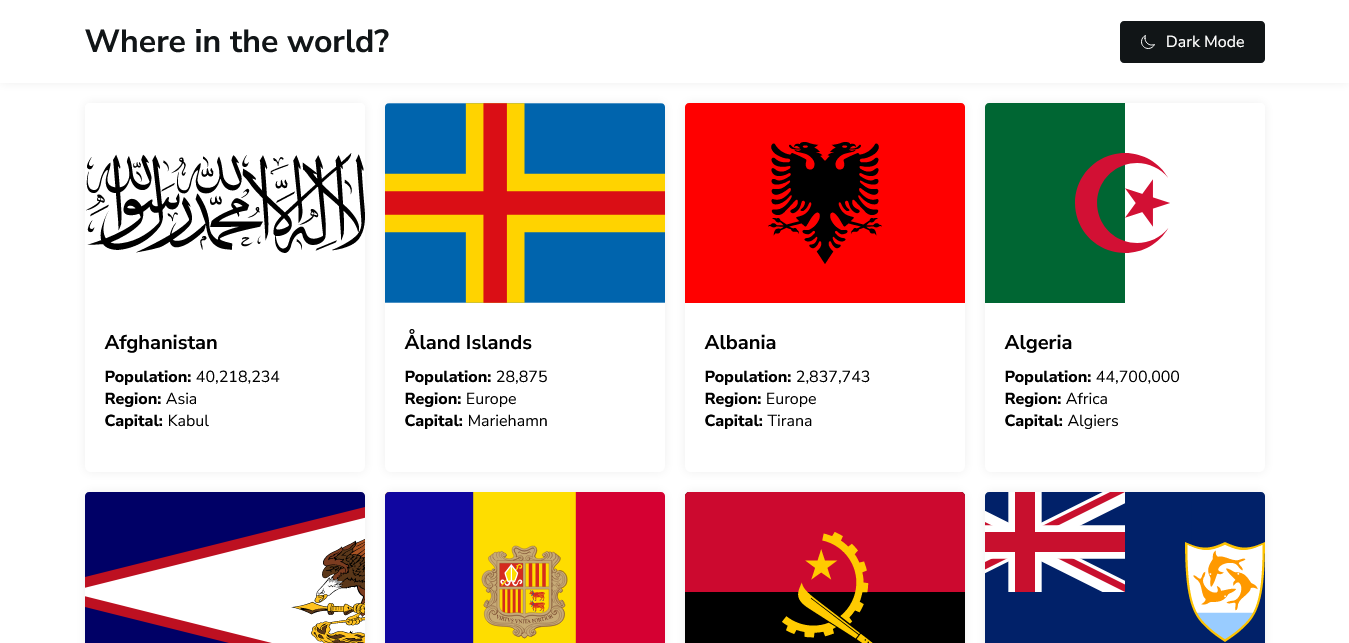 Where in the world?
Dark Mode
لا إله إلا الله محمد رسول الله
Afghanistan
Population: 40,218,234
Region: Asia
Capital: Kabul
Åland Islands
Population: 28,875
Region: Europe
Capital: Mariehamn
Albania
Population: 2,837,743
Region: Europe
Capital: Tirana
Algeria
Population: 44,700,000
Region: Africa
Capital: Algiers
VIRTVS VNITA FORTIOR